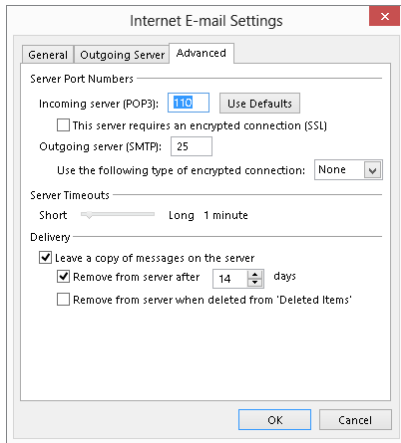 Internet E-mail Settings
General Outgoing Server Advanced
Server Port Numbers
Incoming server (POP3): 110 Use Defaults
This server requires an encrypted connection (SSL)
Outgoing server (SMTP): 25
Use the following type of encrypted connection: None
Server Timeouts
Short Long 1 minute
Delivery
Leave a copy of messages on the server
Remove from server after 14 days
Remove from server when deleted from 'Deleted Items'
OK Cancel